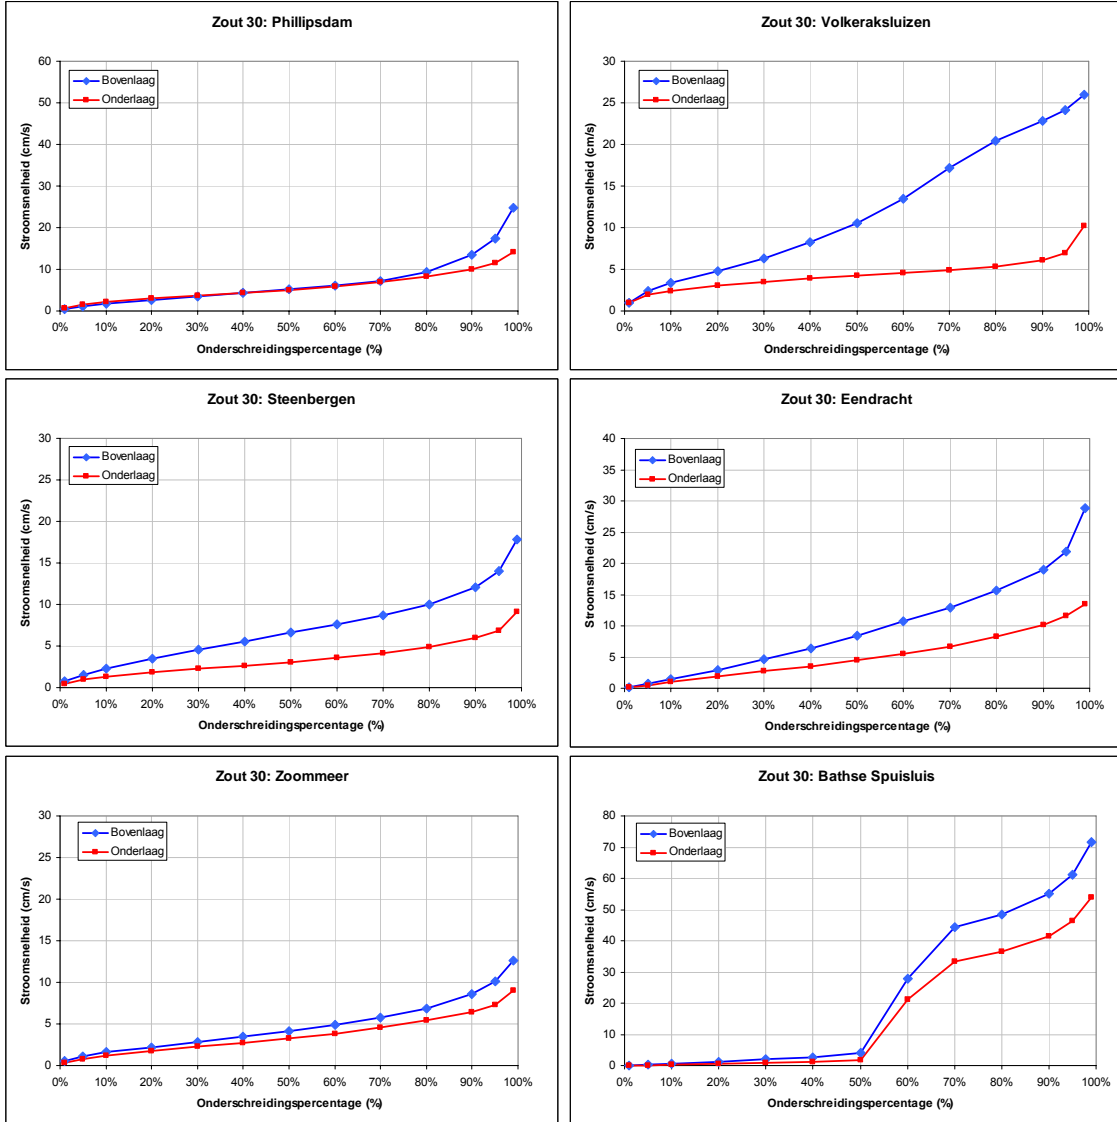 Zout 30: Phillipsdam
60
50
40
30
20
10
0
Stroomsnelheid (cm/s)
Bovenlaag
Onderlaag
0% 10% 20% 30% 40% 50% 60% 70% 80% 90% 100%
Onderschreidingspercentage (%)
Zout 30: Volkeraksluizen
30
25
20
15
10
5
0
Stroomsnelheid (cm/s)
Bovenlaag
Onderlaag
0% 10% 20% 30% 40% 50% 60% 70% 80% 90% 100%
Onderschreidingspercentage (%)
Zout 30: Steenbergen
30
25
20
15
10
5
0
Stroomsnelheid (cm/s)
Bovenlaag
Onderlaag
0% 10% 20% 30% 40% 50% 60% 70% 80% 90% 100%
Onderschreidingspercentage (%)
Zout 30: Eendracht
40
35
30
25
20
15
10
5
0
Stroomsnelheid (cm/s)
Bovenlaag
Onderlaag
0% 10% 20% 30% 40% 50% 60% 70% 80% 90% 100%
Onderschreidingspercentage (%)
Zout 30: Zoommeer
30
25
20
15
10
5
0
Stroomsnelheid (cm/s)
Bovenlaag
Onderlaag
0% 10% 20% 30% 40% 50% 60% 70% 80% 90% 100%
Onderschreidingspercentage (%)
Zout 30: Bathse Spuisluis
80
70
60
50
40
30
20
10
0
Stroomsnelheid (cm/s)
Bovenlaag
Onderlaag
0% 10% 20% 30% 40% 50% 60% 70% 80% 90% 100%
Onderschreidingspercentage (%)